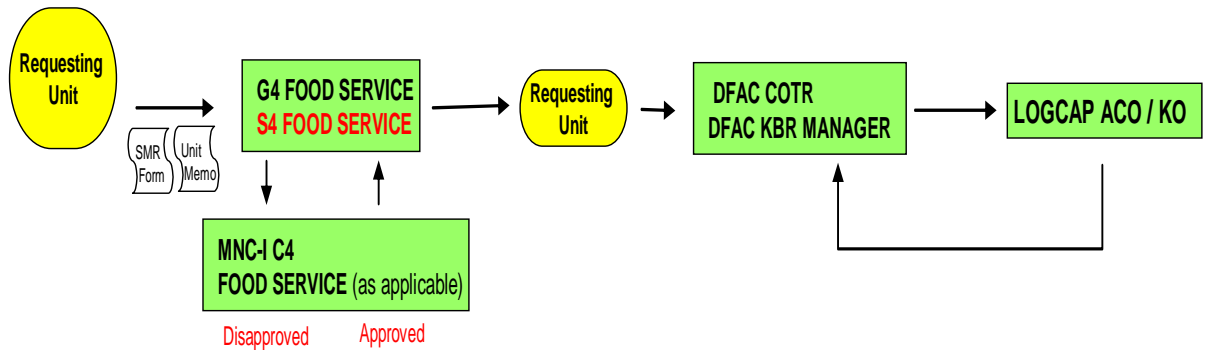 Requesting
Unit
SMR
Form
Unit
Memo
G4 FOOD SERVICE
S4 FOOD SERVICE
MNC-I C4
FOOD SERVICE (as applicable)
Disapproved
Approved
Requesting
Unit
DFAC COTR
DFAC KBR MANAGER
LOGCAP ACO / KO